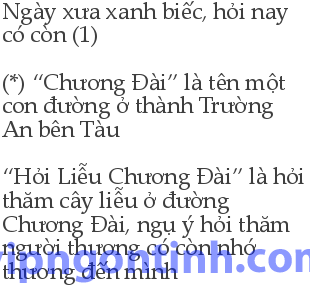 Ngày xưa xanh biếc, hỏi nay
có còn (1)
(*) “Chương Đài” là tên một
con đường ở thành Trường
An bên Tàu
“Hỏi Liễu Chương Đài” là hỏi
thăm cây liễu ở đường
Chương Đài, ngụ ý hỏi thăm
người thương có còn nhớ
thương đến mình
vipngontinh.com